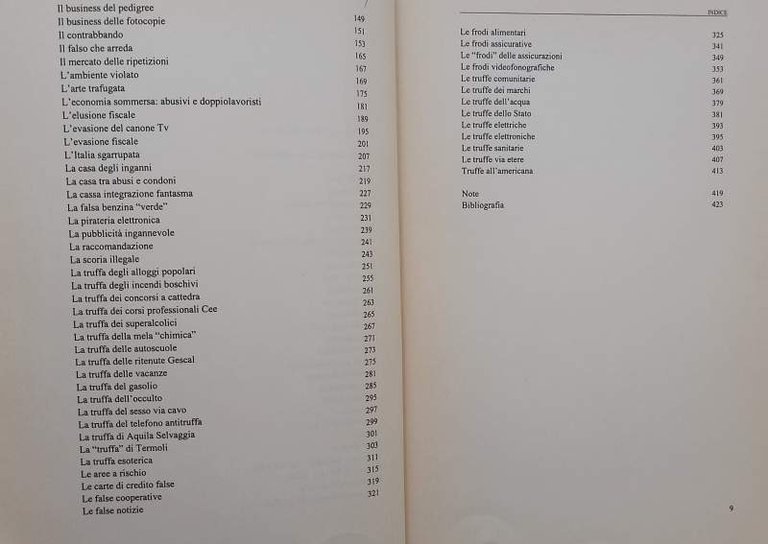 Il business del pedigree 149
Il business delle fotocopie 151
Il contrabbando 153
Il falso che arreda 165
Il mercato delle ripetizioni 167
L'ambiente violato 169
L'arte trafugata 175
L'economia sommersa: abusivi e doppiolavoristi 181
L'elusione fiscale 189
L'evasione del canone Tv 195
L'evasione fiscale 201
L'Italia sgarrupata 207
La casa degli inganni 217
La casa tra abusi e condoni 219
La cassa integrazione fantasma 227
La falsa benzina "verde" 229
La pirateria elettronica 231
La pubblicità ingannevole 239
La raccomandazione 241
La scoria illegale 243
La truffa degli alloggi popolari 251
La truffa degli incendi boschivi 255
La truffa dei concorsi a cattedra 261
La truffa dei corsi professionali Cee 263
La truffa dei superalcolici 265
La truffa della mela "chimica" 267
La truffa delle autoscuole 271
La truffa delle ritenute Gescal 273
La truffa delle vacanze 275
La truffa del gasolio 281
La truffa dell'occulto 285
La truffa del sesso via cavo 295
La truffa del telefono antitruffa 297
La truffa di Aquila Selvaggia 299
La "truffa" di Termoli 301
La truffa esoterica 303
Le aree a rischio 311
Le carte di credito false 315
Le false cooperative 319
Le false notizie 321
INDICE
Le frodi alimentari 325
Le frodi assicurative 341
Le "frodi" delle assicurazioni 349
Le frodi videofonografiche 353
Le truffe comunitarie 361
Le truffe dei marchi 369
Le truffe dell'acqua 379
Le truffe dello Stato 381
Le truffe elettriche 393
Le truffe elettroniche 395
Le truffe sanitarie 403
Le truffe via etere 407
Truffe all'americana 413
Note 419
Bibliografia 423
9